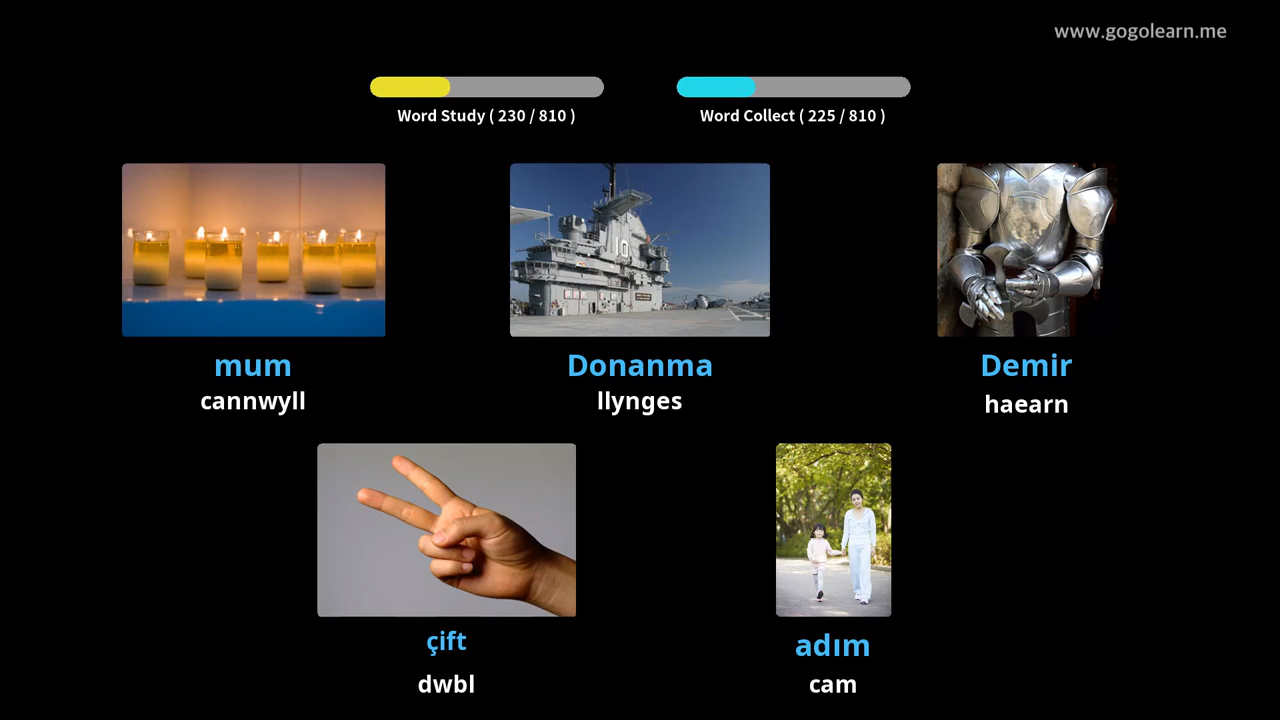 www.gogolearn.me
Word Study ( 230 / 810 )
Word Collect ( 225 / 810 )
mum
cannwyll
Donanma
llynges
Demir
haearn
çift
dwbl
adım
cam